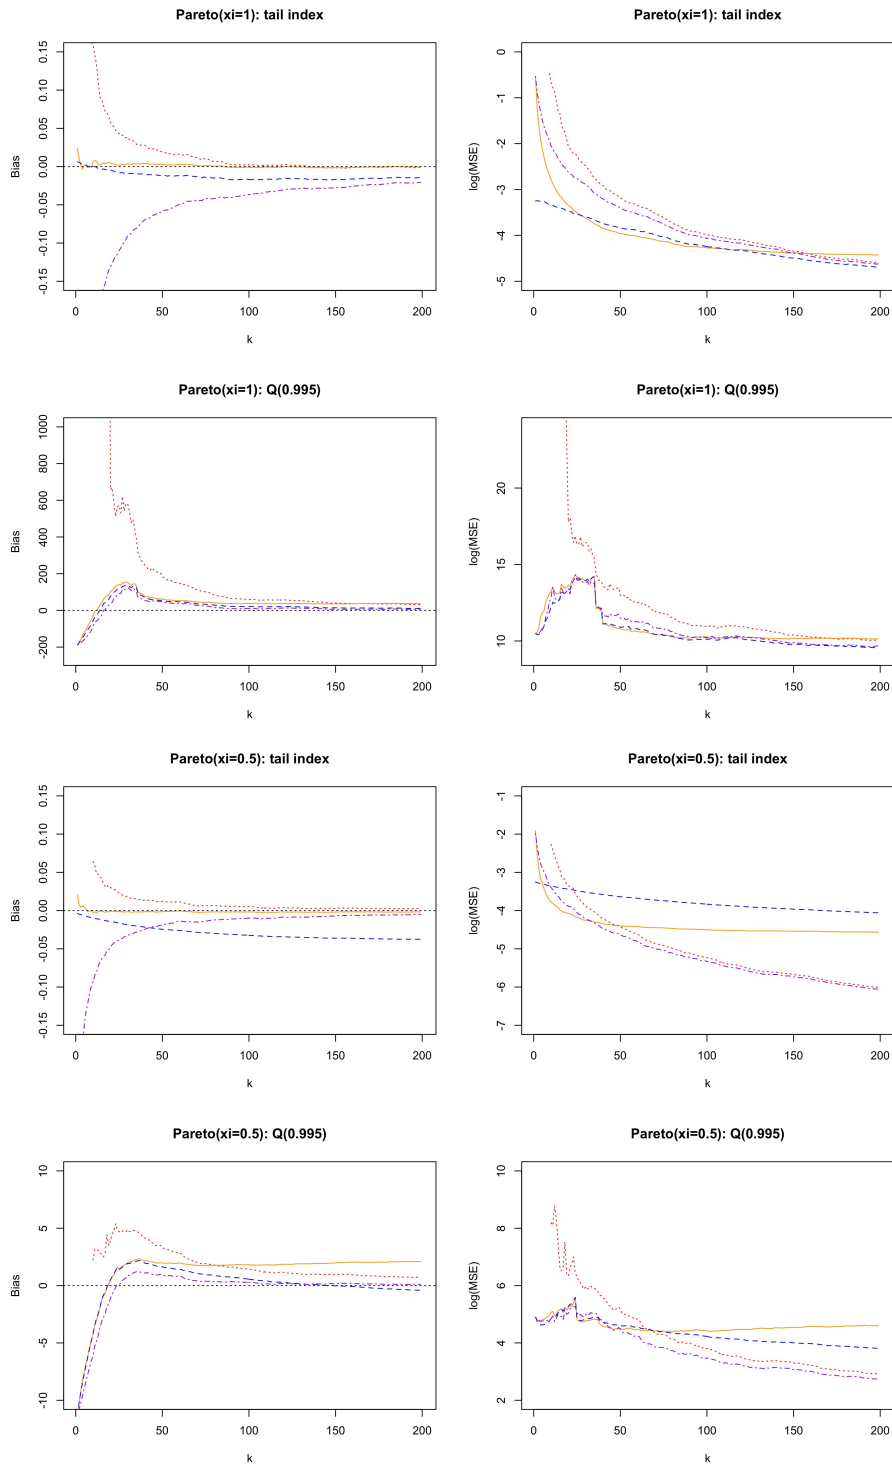 Pareto(xi=1): tail index
Bias
0.15
0.10
0.05
0.00
-0.05
-0.10
-0.15
0 50 100 150 200
k
Pareto(xi=1): tail index
log(MSE)
0
-1
-2
-3
-4
-5
0 50 100 150 200
k
Pareto(xi=1): Q(0.995)
Bias
1000
800
600
400
200
0
200
0 50 100 150 200
k
Pareto(xi=1): Q(0.995)
log(MSE)
20
15
10
0 50 100 150 200
k
Pareto(xi=0.5): tail index
Bias
0.15
0.10
0.05
0.00
-0.05
-0.10
-0.15
0 50 100 150 200
k
Pareto(xi=0.5): tail index
log(MSE)
-1
-2
-3
-4
-5
-6
-7
0 50 100 150 200
k
Pareto(xi=0.5): Q(0.995)
Bias
10
5
0
-5
-10
0 50 100 150 200
k
Pareto(xi=0.5): Q(0.995)
log(MSE)
10
8
6
4
2
0 50 100 150 200
k